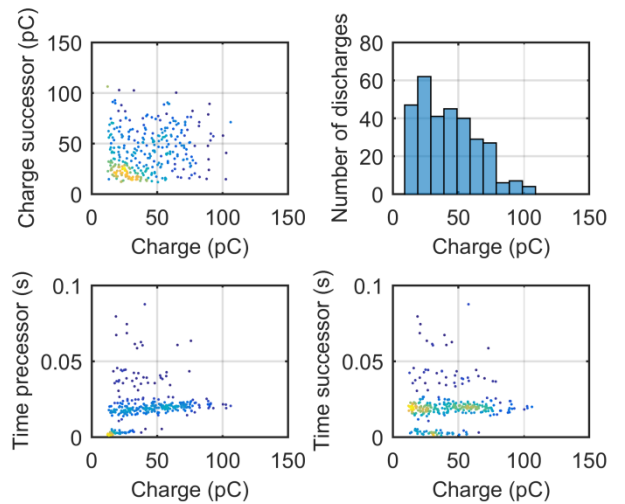 Charge successor (pC)
150
100
50
0
0 50 100 150
Charge (pC)
Number of discharges
80
60
40
20
0
0 50 100 150
Charge (pC)
Time precessor (s)
0.1
0.05
0
0 50 100 150
Charge (pC)
Time successor (s)
0.1
0.05
0
0 50 100 150
Charge (pC)